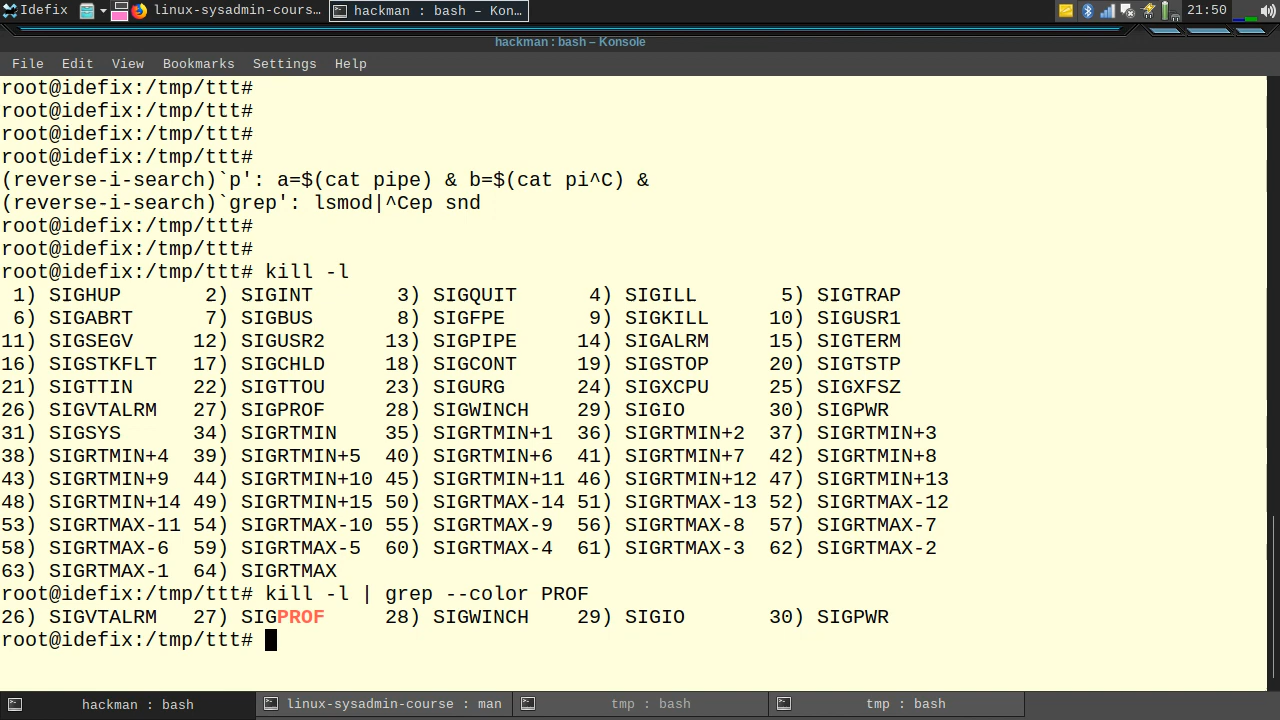 Idefix linux-sysadmin-cours… hackman : bash – Kon… 21:50
hackman : bash – Konsole
File Edit View Bookmarks Settings Help
root@idefix:/tmp/ttt#
root@idefix:/tmp/ttt#
root@idefix:/tmp/ttt#
root@idefix:/tmp/ttt#
(reverse-i-search)`p': a=$(cat pipe) & b=$(cat pi^C) &
(reverse-i-search)`grep': lsmod|^Cep snd
root@idefix:/tmp/ttt#
root@idefix:/tmp/ttt#
root@idefix:/tmp/ttt# kill -l
 1) SIGHUP       2) SIGINT       3) SIGQUIT      4) SIGILL       5) SIGTRAP
 6) SIGABRT      7) SIGBUS       8) SIGFPE       9) SIGKILL     10) SIGUSR1
11) SIGSEGV     12) SIGUSR2     13) SIGPIPE     14) SIGALRM     15) SIGTERM
16) SIGSTKFLT   17) SIGCHLD     18) SIGCONT     19) SIGSTOP     20) SIGTSTP
21) SIGTTIN     22) SIGTTOU     23) SIGURG      24) SIGXCPU     25) SIGXFSZ
26) SIGVTALRM   27) SIGPROF     28) SIGWINCH    29) SIGIO       30) SIGPWR
31) SIGSYS      34) SIGRTMIN    35) SIGRTMIN+1  36) SIGRTMIN+2  37) SIGRTMIN+3
38) SIGRTMIN+4  39) SIGRTMIN+5  40) SIGRTMIN+6  41) SIGRTMIN+7  42) SIGRTMIN+8
43) SIGRTMIN+9  44) SIGRTMIN+10 45) SIGRTMIN+11 46) SIGRTMIN+12 47) SIGRTMIN+13
48) SIGRTMIN+14 49) SIGRTMIN+15 50) SIGRTMAX-14 51) SIGRTMAX-13 52) SIGRTMAX-12
53) SIGRTMAX-11 54) SIGRTMAX-10 55) SIGRTMAX-9  56) SIGRTMAX-8  57) SIGRTMAX-7
58) SIGRTMAX-6  59) SIGRTMAX-5  60) SIGRTMAX-4  61) SIGRTMAX-3  62) SIGRTMAX-2
63) SIGRTMAX-1  64) SIGRTMAX
root@idefix:/tmp/ttt# kill -l | grep --color PROF
26) SIGVTALRM   27) SIGPROF     28) SIGWINCH    29) SIGIO       30) SIGPWR
root@idefix:/tmp/ttt#
hackman : bash linux-sysadmin-course : man tmp : bash tmp : bash